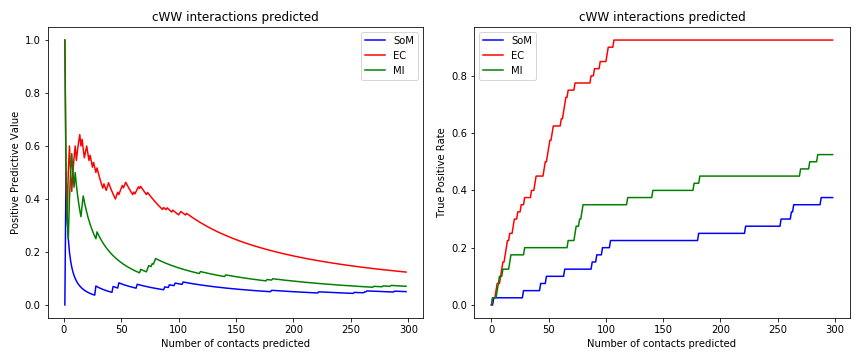 cWW interactions predicted
SoM
EC
MI
1.0
0.8
0.6
0.4
0.2
0.0
Positive Predictive Value
0
50
100
150
200
250
300
Number of contacts predicted
cWW interactions predicted
SoM
EC
MI
0.8
0.6
0.4
0.2
0.0
True Positive Rate
0
50
100
150
200
250
300
Number of contacts predicted